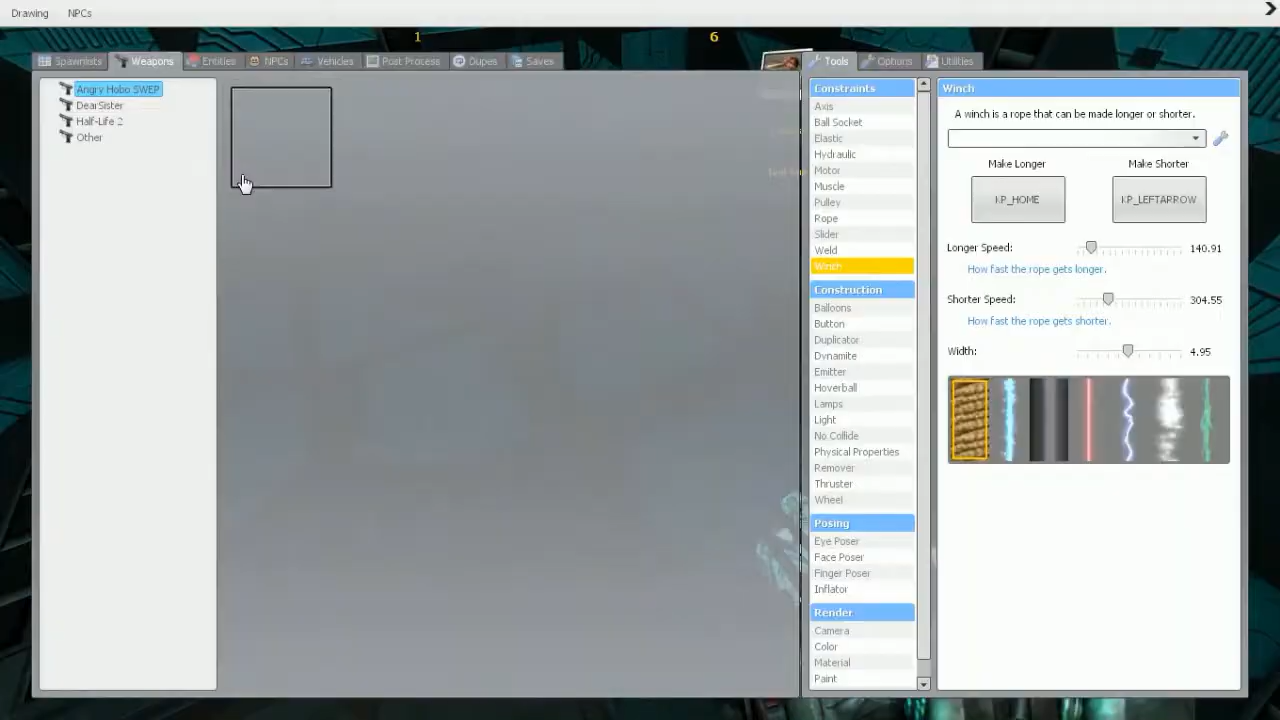 Drawing NPCs
1 6
Spawnlists Weapons Entities NPCs Vehicles Post Process Dupes Saves
Tools Options Utilities
Angry Hobo SWEP
DearSister
Half-Life 2
Other
Constraints
Axis
Ball Socket
Elastic
Hydraulic
Motor
Muscle
Pulley
Rope
Slider
Weld
Winch
Construction
Balloons
Button
Duplicator
Dynamite
Emitter
Hoverball
Lamps
Light
No Collide
Physical Properties
Remover
Thruster
Wheel
Posing
Eye Poser
Face Poser
Finger Poser
Inflator
Render
Camera
Color
Material
Paint
Winch
A winch is a rope that can be made longer or shorter.
Make Longer Make Shorter
KP_HOME KP_LEFTARROW
Longer Speed: 140.91
How fast the rope gets longer.
Shorter Speed: 304.55
How fast the rope gets shorter.
Width: 4.95